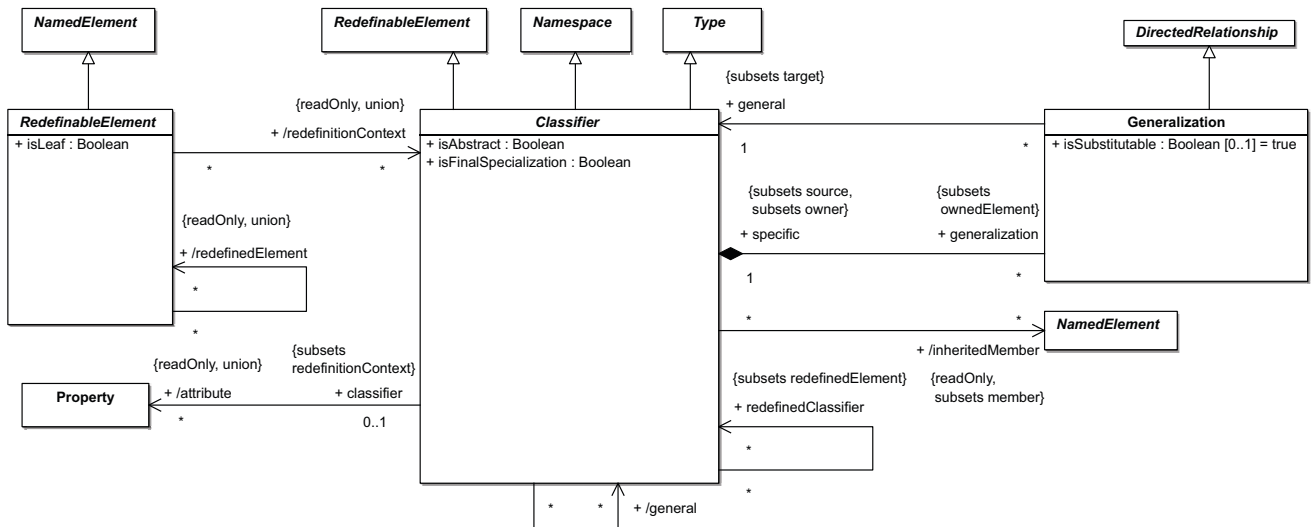 NamedElement
RedefinableElement
Namespace
Type
DirectedRelationship
RedefinableElement
+ isLeaf : Boolean
{readOnly, union}
+ /redefinitionContext
*
*
Classifier
+ isAbstract : Boolean
+ isFinalSpecialization : Boolean
{subsets target}
+ general
1
*
Generalization
+ isSubstitutable : Boolean [0..1] = true
{readOnly, union}
+ /redefinedElement
*
*
{subsets source,
subsets owner}
+ specific
1
{subsets
ownedElement}
+ generalization
*
*
*
NamedElement
+ /inheritedMember
{readOnly,
subsets member}
{readOnly, union}
+ /attribute
*
{subsets
redefinitionContext}
+ classifier
0..1
Property
{subsets redefinedElement}
+ redefinedClassifier
*
*
*
*
+ /general